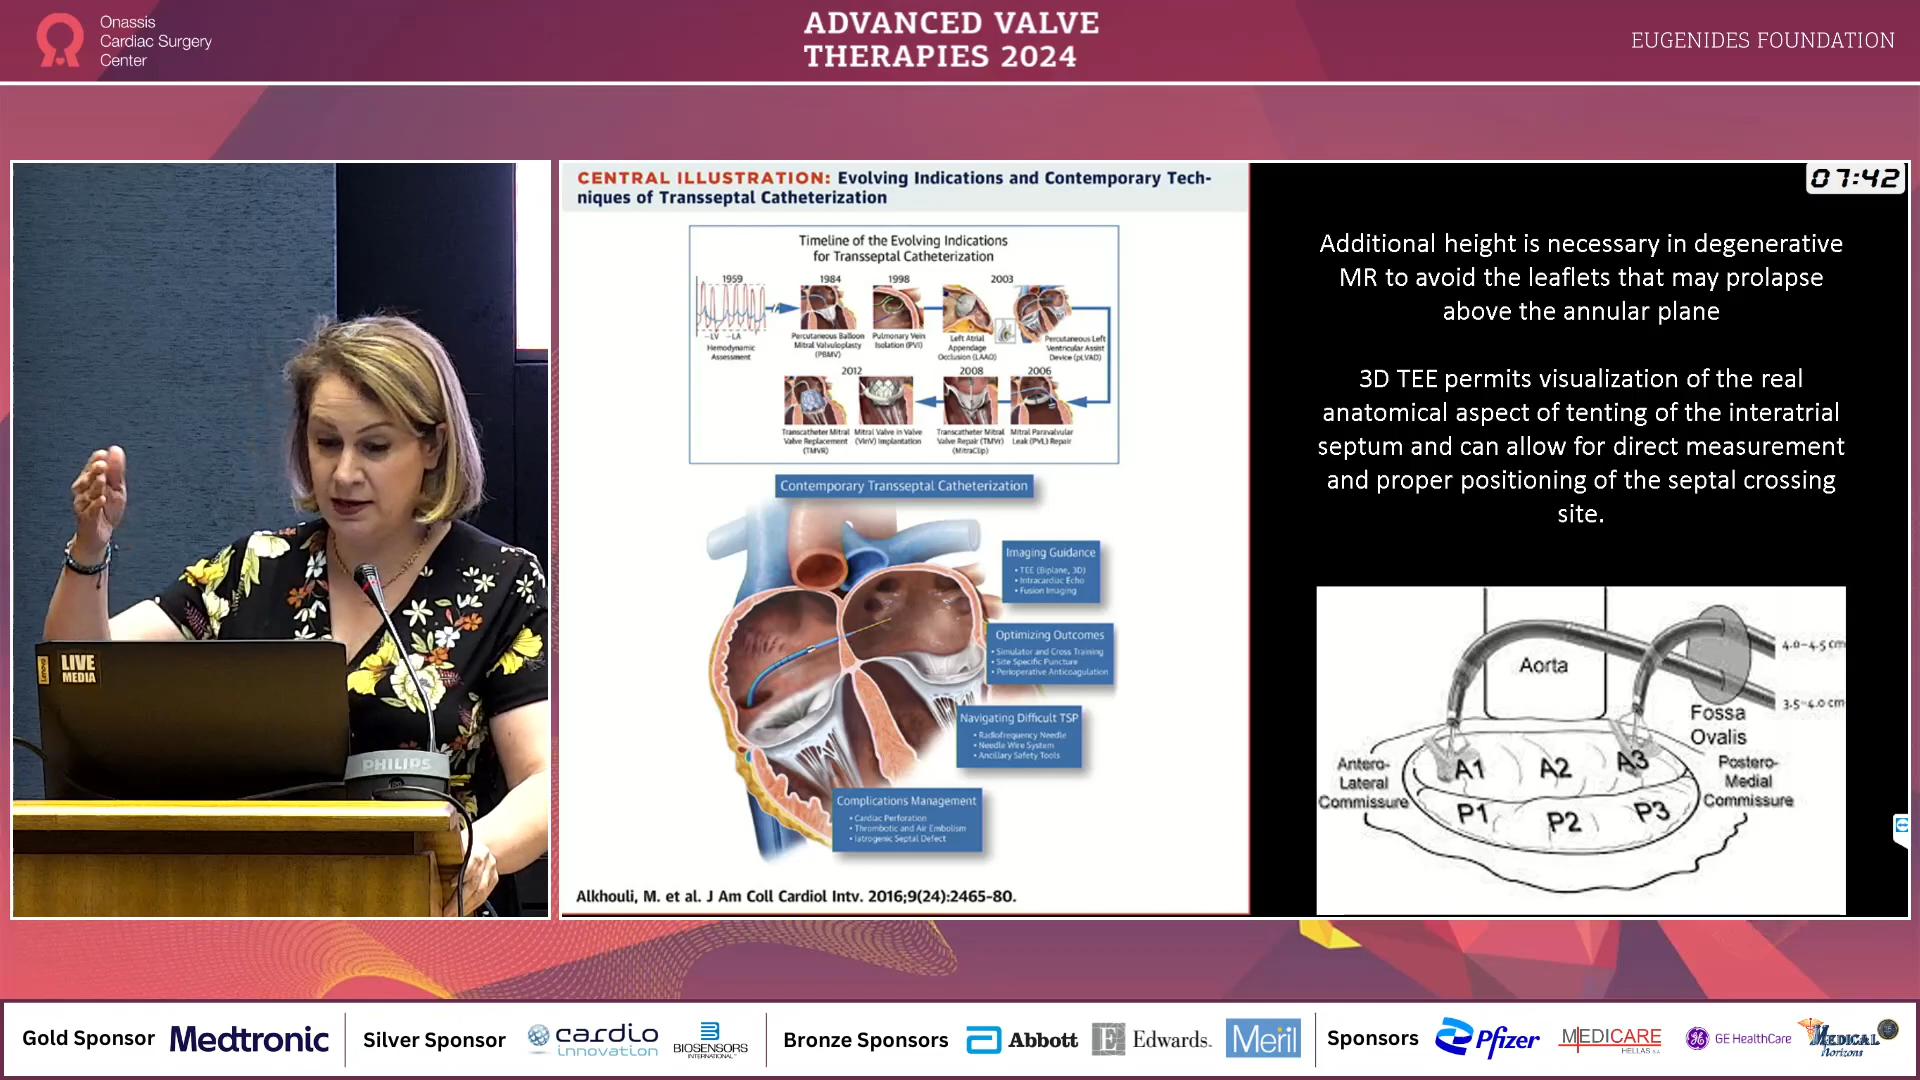 Onassis
Cardiac Surgery
Center
ADVANCED VALVE
THERAPIES 2024
EUGENIDES FOUNDATION
LIVE
MEDIA
Lenovo
PHILIPS
CENTRAL ILLUSTRATION: Evolving Indications and Contemporary Tech-
niques of Transseptal Catheterization
Timeline of the Evolving Indications
for Transseptal Catheterization
1959
1984
1998
2003
—LV —LA
Hemodynamic
Assessment
Percutaneous Balloon
Mitral Valvuloplasty
(PBMV)
Pulmonary Vein
Isolation (PVI)
Left Atrial
Appendage
Occlusion (LAAO)
Percutaneous Left
Ventricular Assist
Device (pLVAD)
2012
2008
2006
Transcatheter Mitral
Valve Replacement
(TMVR)
Mitral Valve in Valve
(VinV) Implantation
Transcatheter Mitral
Valve Repair (TMVr)
(MitraClip)
Mitral Paravalvular
Leak (PVL) Repair
Contemporary Transseptal Catheterization
Imaging Guidance
• TEE (Biplane, 3D)
• Intracardiac Echo
• Fusion Imaging
Optimizing Outcomes
• Simulator and Cross Training
• Site Specific Puncture
• Perioperative Anticoagulation
Navigating Difficult TSP
• Radiofrequency Needle
• Needle Wire System
• Ancillary Safety Tools
Complications Management
• Cardiac Perforation
• Thrombotic and Air Embolism
• Iatrogenic Septal Defect
Alkhouli, M. et al. J Am Coll Cardiol Intv. 2016;9(24):2465-80.
07:42
Additional height is necessary in degenerative
MR to avoid the leaflets that may prolapse
above the annular plane
3D TEE permits visualization of the real
anatomical aspect of tenting of the interatrial
septum and can allow for direct measurement
and proper positioning of the septal crossing
site.
Aorta
4.0-4.5 cm
3.5-4.0 cm
Fossa
Ovalis
Antero-
Lateral
Commissure
A1
A2
A3
P1
P2
P3
Postero-
Medial
Commissure
Gold Sponsor
Medtronic
Silver Sponsor
cardio
innovation
BIOSENSORS
INTERNATIONAL™
Bronze Sponsors
Abbott
Edwards.
Meril
Sponsors
Pfizer
MEDICARE
HELLAS S.A
GE HealthCare
MEDICAL
Horizons